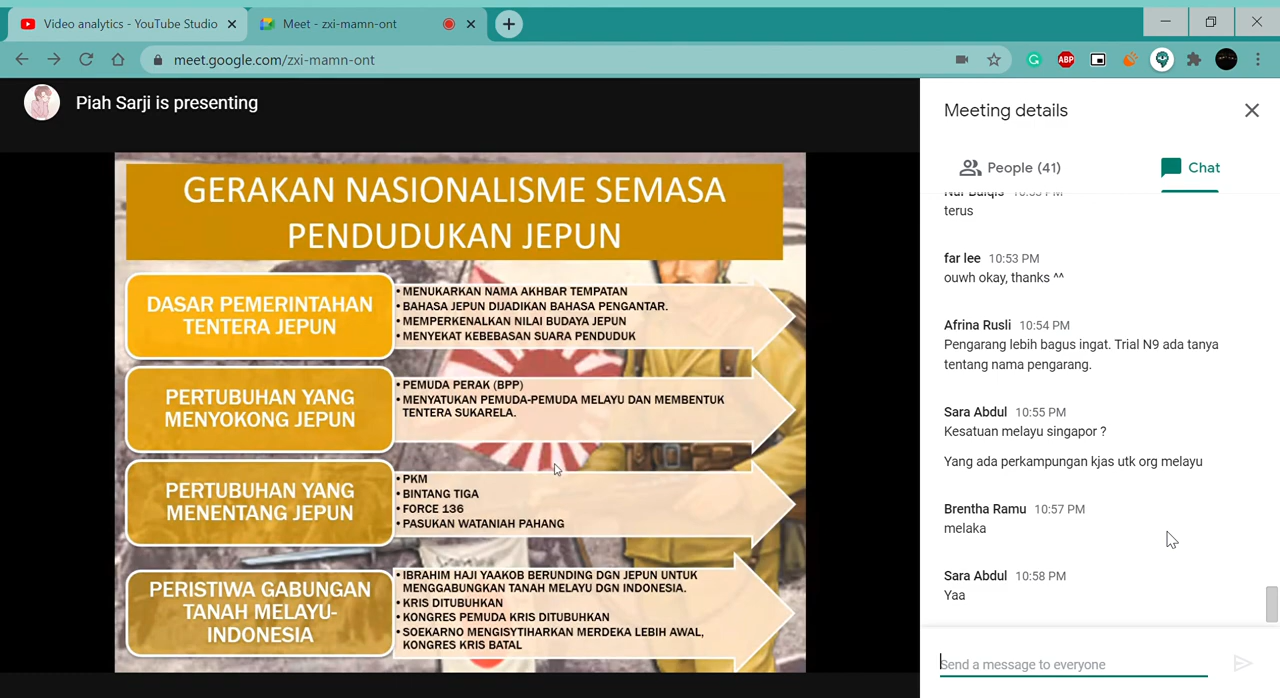 Video analytics - YouTube Studio
Meet - zxi-mamn-ont
meet.google.com/zxi-mamn-ont
ABP
Piah Sarji is presenting
GERAKAN NASIONALISME SEMASA
PENDUDUKAN JEPUN
DASAR PEMERINTAHAN
TENTERA JEPUN
• MENUKARKAN NAMA AKHBAR TEMPATAN
• BAHASA JEPUN DIJADIKAN BAHASA PENGANTAR.
• MEMPERKENALKAN NILAI BUDAYA JEPUN
• MENYEKAT KEBEBASAN SUARA PENDUDUK
PERTUBUHAN YANG
MENYOKONG JEPUN
• PEMUDA PERAK (BPP)
• MENYATUKAN PEMUDA-PEMUDA MELAYU DAN MEMBENTUK
TENTERA SUKARELA.
PERTUBUHAN YANG
MENENTANG JEPUN
• PKM
• BINTANG TIGA
• FORCE 136
• PASUKAN WATANIAH PAHANG
PERISTIWA GABUNGAN
TANAH MELAYU-
INDONESIA
• IBRAHIM HAJI YAAKOB BERUNDING DGN JEPUN UNTUK
MENGGABUNGKAN TANAH MELAYU DGN INDONESIA.
• KRIS DITUBUHKAN
• KONGRES PEMUDA KRIS DITUBUHKAN
• SOEKARNO MENGISYTIHARKAN MERDEKA LEBIH AWAL,
KONGRES KRIS BATAL
Meeting details
People (41)
Chat
terus
far lee 10:53 PM
ouwh okay, thanks ^^
Afrina Rusli 10:54 PM
Pengarang lebih bagus ingat. Trial N9 ada tanya
tentang nama pengarang.
Sara Abdul 10:55 PM
Kesatuan melayu singapor ?
Yang ada perkampungan kjas utk org melayu
Brentha Ramu 10:57 PM
melaka
Sara Abdul 10:58 PM
Yaa
Send a message to everyone